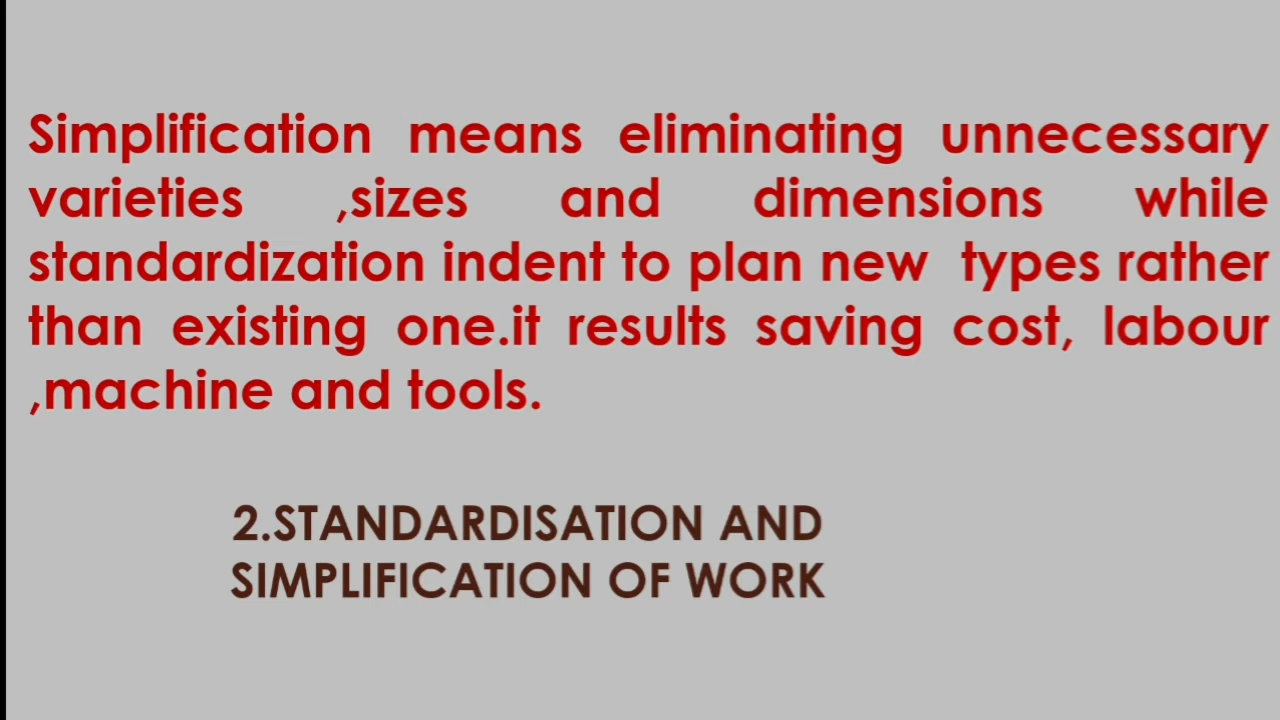 Simplification means eliminating unnecessary
varieties ,sizes and dimensions while
standardization indent to plan new types rather
than existing one.it results saving cost, labour
,machine and tools.
2.STANDARDISATION AND
SIMPLIFICATION OF WORK